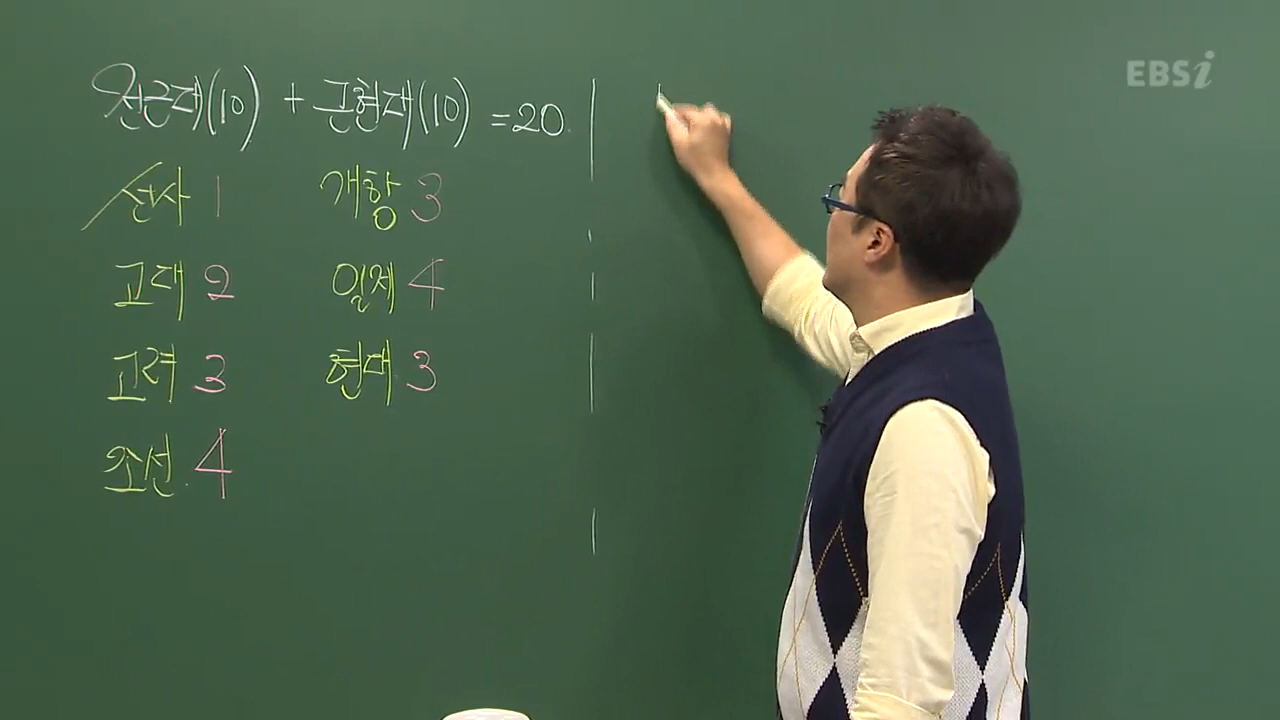 전근대(10) + 근현대(10) = 20.
선사 1 개항 3
고대 2 일제 4
고려 3 현대 3
조선. 4
EBSi